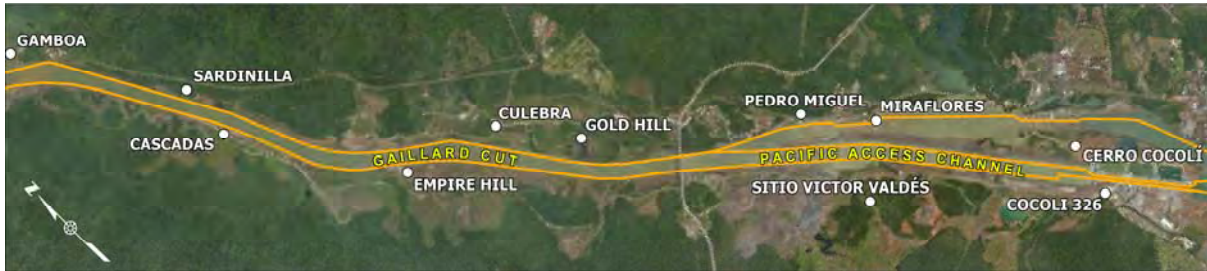 GAMBOA
SARDINILLA
CASCADAS
CULEBRA
GOLD HILL
GAILLARD CUT
EMPIRE HILL
PEDRO MIGUEL
MIRAFLORES
PACIFIC ACCESS CHANNEL
CERRO COCOLÍ
SITIO VICTOR VALDÉS
COCOLI 326
N